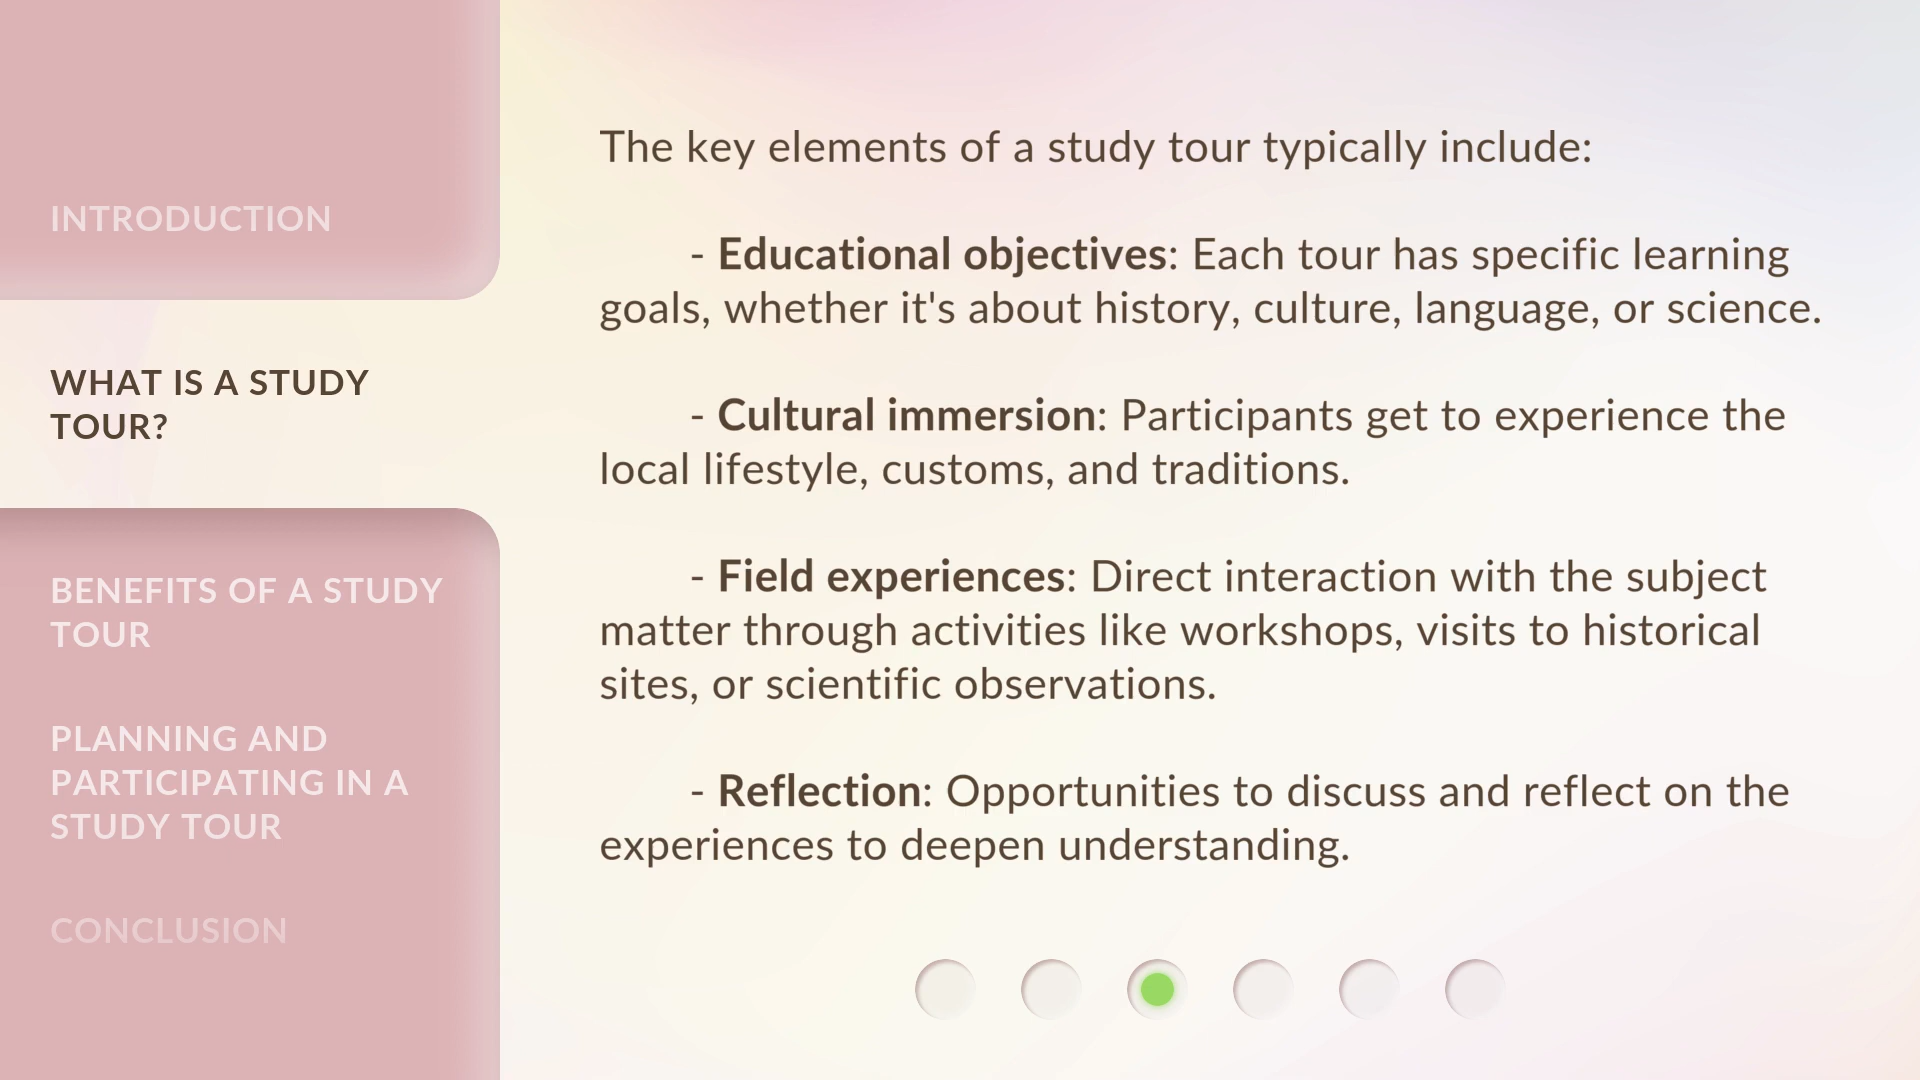 INTRODUCTION
WHAT IS A STUDY
TOUR?
BENEFITS OF A STUDY
TOUR
PLANNING AND
PARTICIPATING IN A
STUDY TOUR
CONCLUSION
The key elements of a study tour typically include:
- Educational objectives: Each tour has specific learning
goals, whether it's about history, culture, language, or science.
- Cultural immersion: Participants get to experience the
local lifestyle, customs, and traditions.
- Field experiences: Direct interaction with the subject
matter through activities like workshops, visits to historical
sites, or scientific observations.
- Reflection: Opportunities to discuss and reflect on the
experiences to deepen understanding.